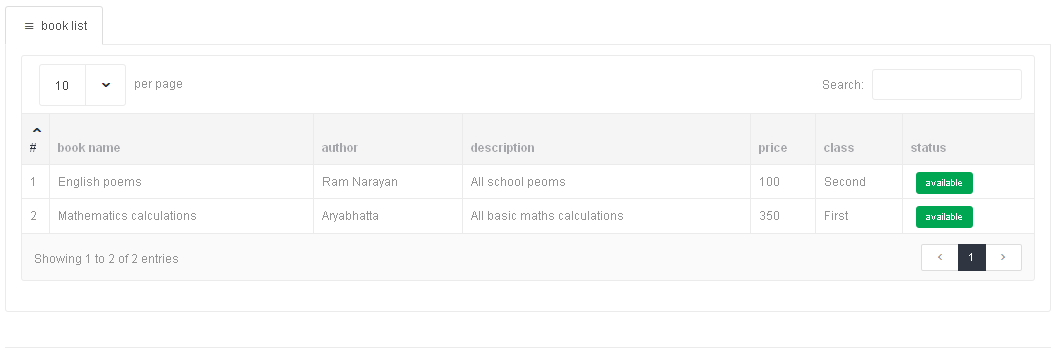 book list
10 per page Search:
# book name author description price class status
1 English poems Ram Narayan All school peoms 100 Second available
2 Mathematics calculations Aryabhatta All basic maths calculations 350 First available
Showing 1 to 2 of 2 entries < 1 >